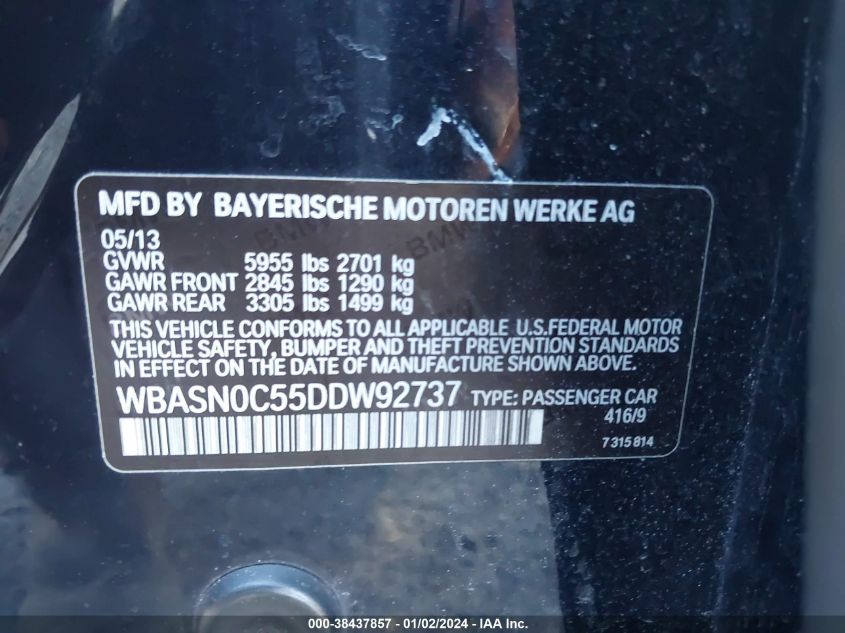 MFD BY BAYERISCHE MOTOREN WERKE AG
05/13
GVWR 5955 lbs 2701 kg
GAWR FRONT 2845 lbs 1290 kg
GAWR REAR 3305 lbs 1499 kg
THIS VEHICLE CONFORMS TO ALL APPLICABLE U.S.FEDERAL MOTOR
VEHICLE SAFETY, BUMPER AND THEFT PREVENTION STANDARDS
IN EFFECT ON THE DATE OF MANUFACTURE SHOWN ABOVE.
WBASN0C55DDW92737 TYPE: PASSENGER CAR
416/9
7 315 814
000-38437857 - 01/02/2024 - IAA Inc.